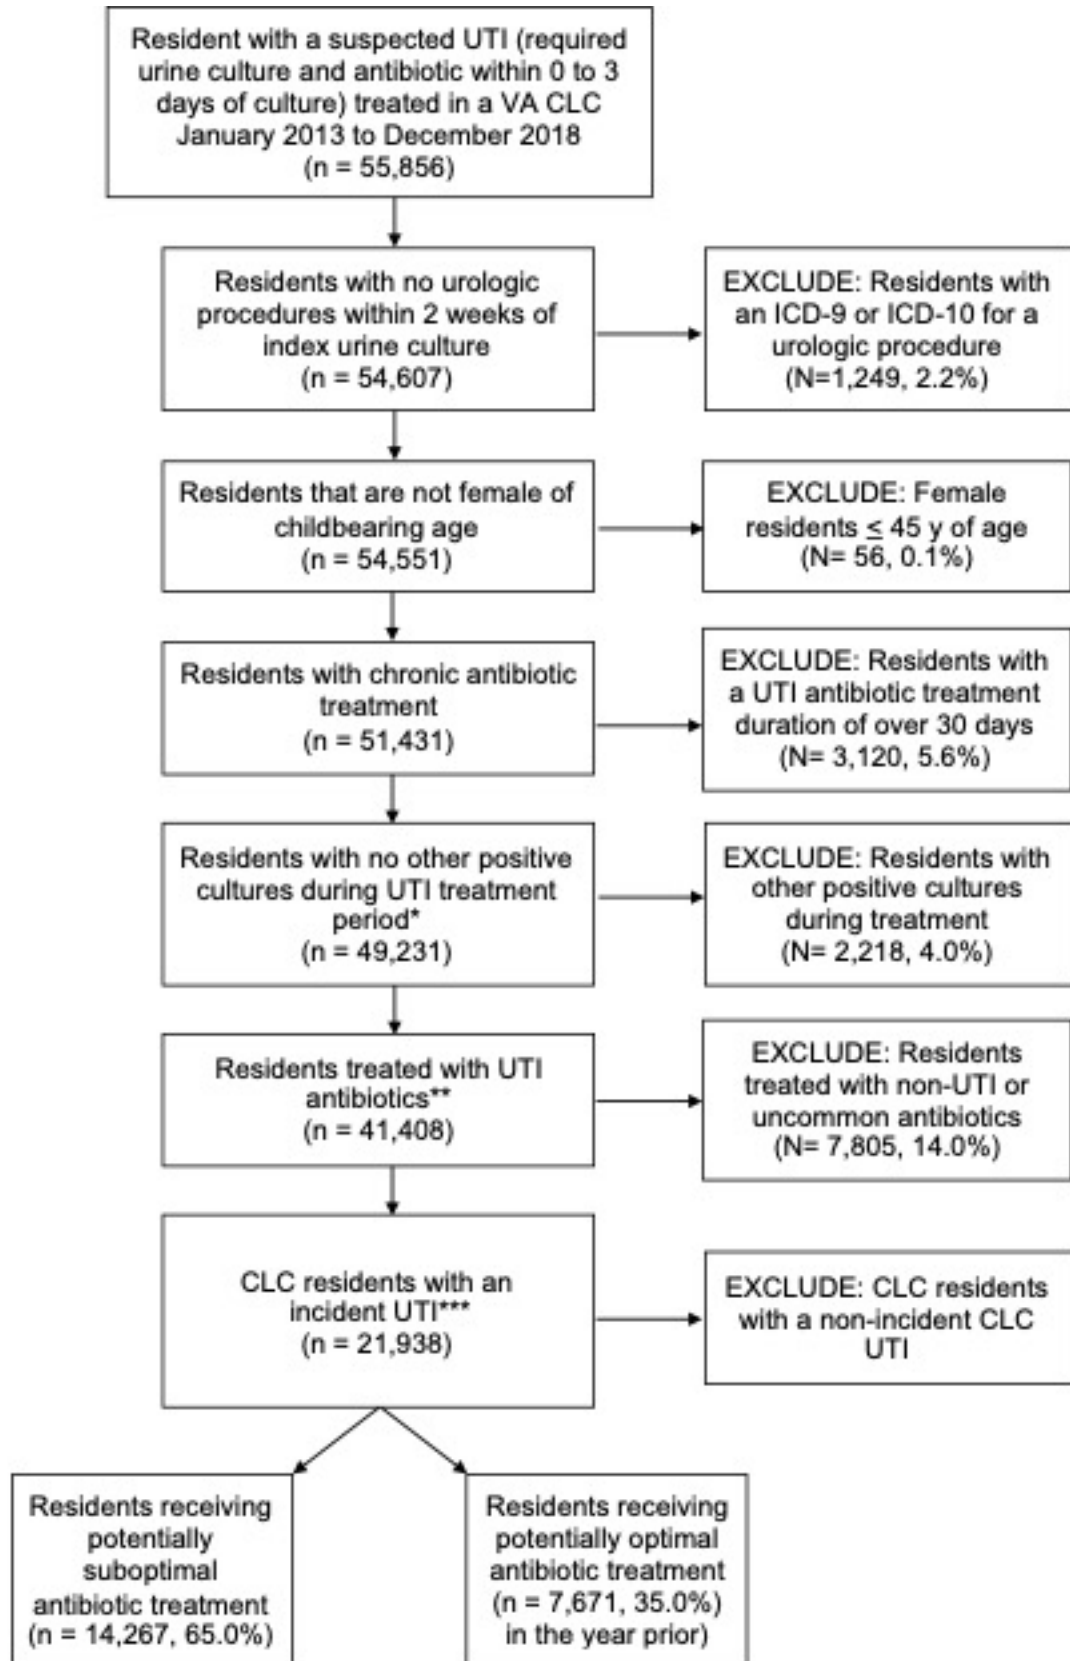 Resident with a suspected UTI (required
urine culture and antibiotic within 0 to 3
days of culture) treated in a VA CLC
January 2013 to December 2018
(n = 55,856)
Residents with no urologic
procedures within 2 weeks of
index urine culture
(n = 54,607)
EXCLUDE: Residents with
an ICD-9 or ICD-10 for a
urologic procedure
(N=1,249, 2.2%)
Residents that are not female of
childbearing age
(n = 54,551)
EXCLUDE: Female
residents ≤ 45 y of age
(N= 56, 0.1%)
Residents with chronic antibiotic
treatment
(n = 51,431)
EXCLUDE: Residents with
a UTI antibiotic treatment
duration of over 30 days
(N= 3,120, 5.6%)
Residents with no other positive
cultures during UTI treatment
period*
(n = 49,231)
EXCLUDE: Residents with
other positive cultures
during treatment
(N= 2,218, 4.0%)
Residents treated with UTI
antibiotics**
(n = 41,408)
EXCLUDE: Residents
treated with non-UTI or
uncommon antibiotics
(N= 7,805, 14.0%)
CLC residents with an
incident UTI***
(n = 21,938)
EXCLUDE: CLC residents
with a non-incident CLC
UTI
Residents receiving
potentially
suboptimal
antibiotic treatment
(n = 14,267, 65.0%)
Residents receiving
potentially optimal
antibiotic treatment
(n = 7,671, 35.0%)
in the year prior)